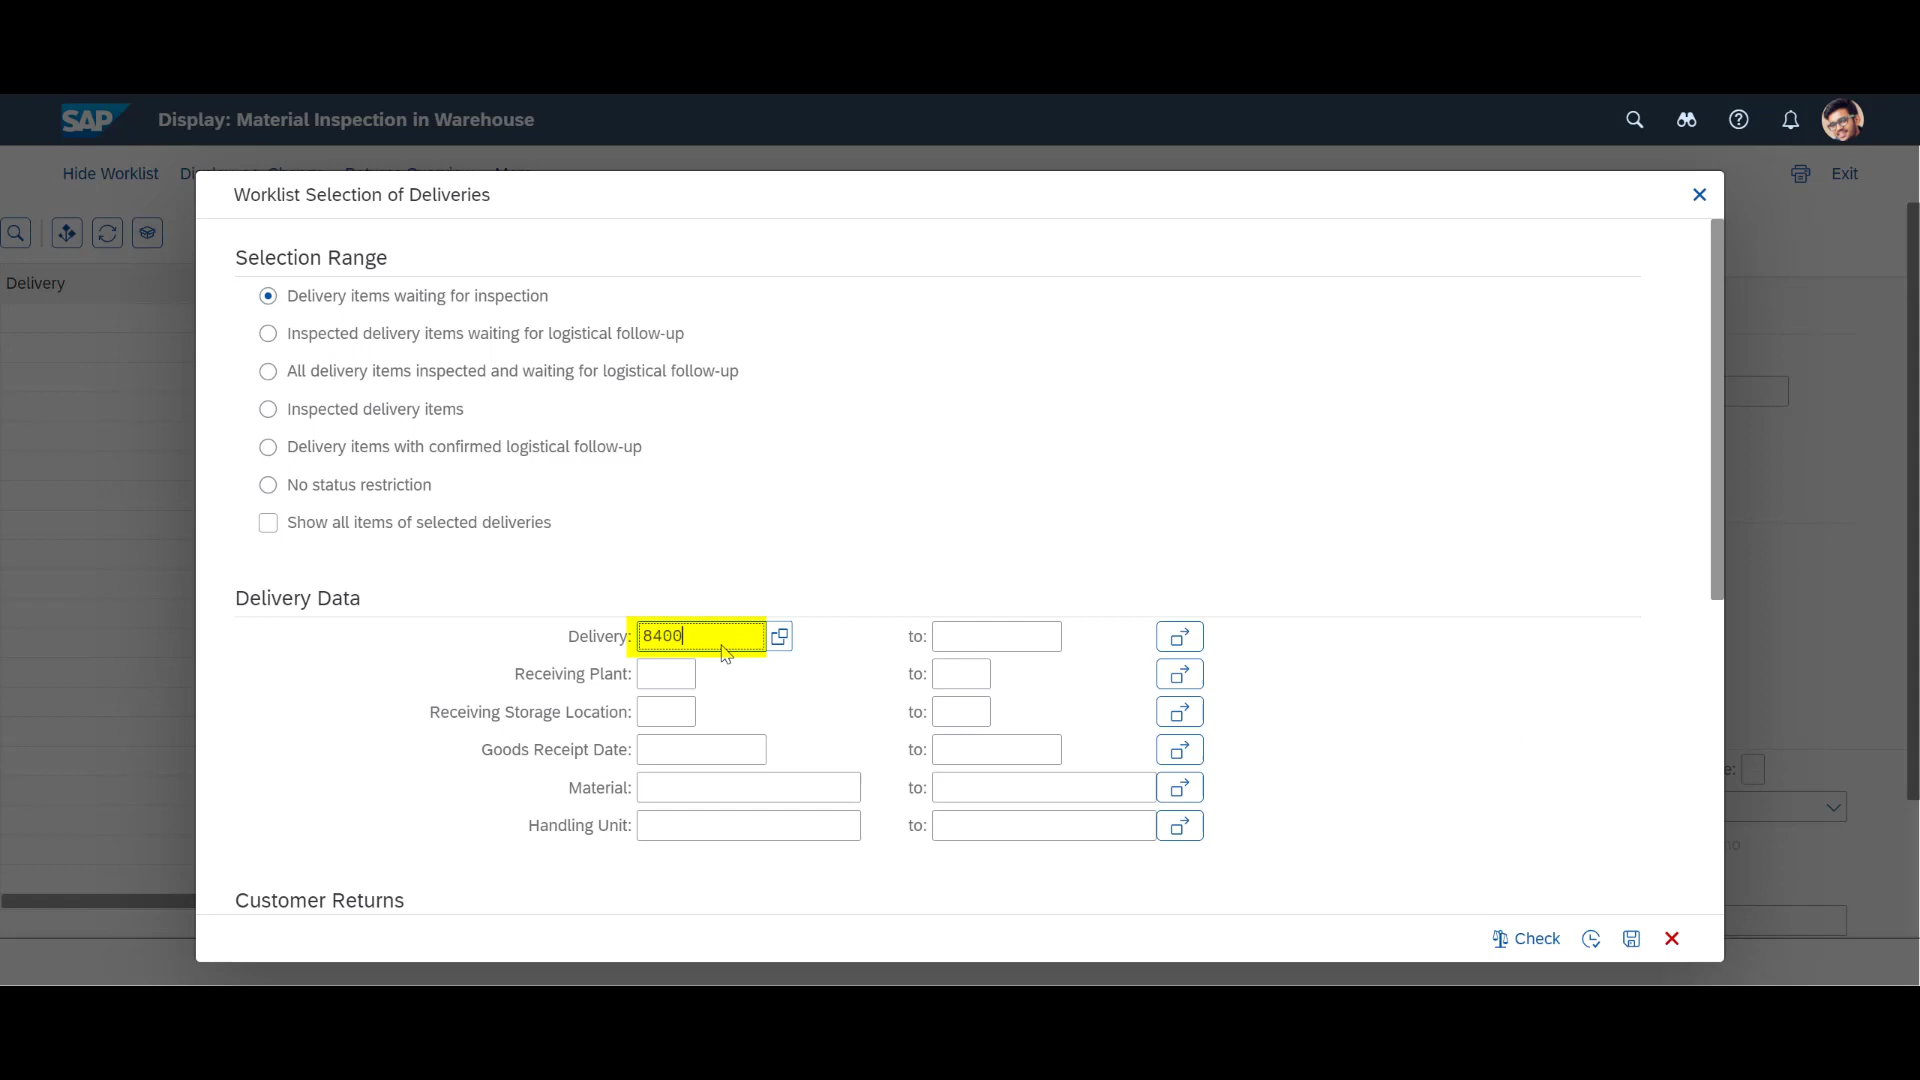 SAP Display: Material Inspection in Warehouse
Hide Worklist
Exit
Worklist Selection of Deliveries
Delivery
Selection Range
Delivery items waiting for inspection
Inspected delivery items waiting for logistical follow-up
All delivery items inspected and waiting for logistical follow-up
Inspected delivery items
Delivery items with confirmed logistical follow-up
No status restriction
Show all items of selected deliveries
Delivery Data
Delivery: 8400 to:
Receiving Plant: to:
Receiving Storage Location: to:
Goods Receipt Date: to:
Material: to:
Handling Unit: to:
Customer Returns
Check